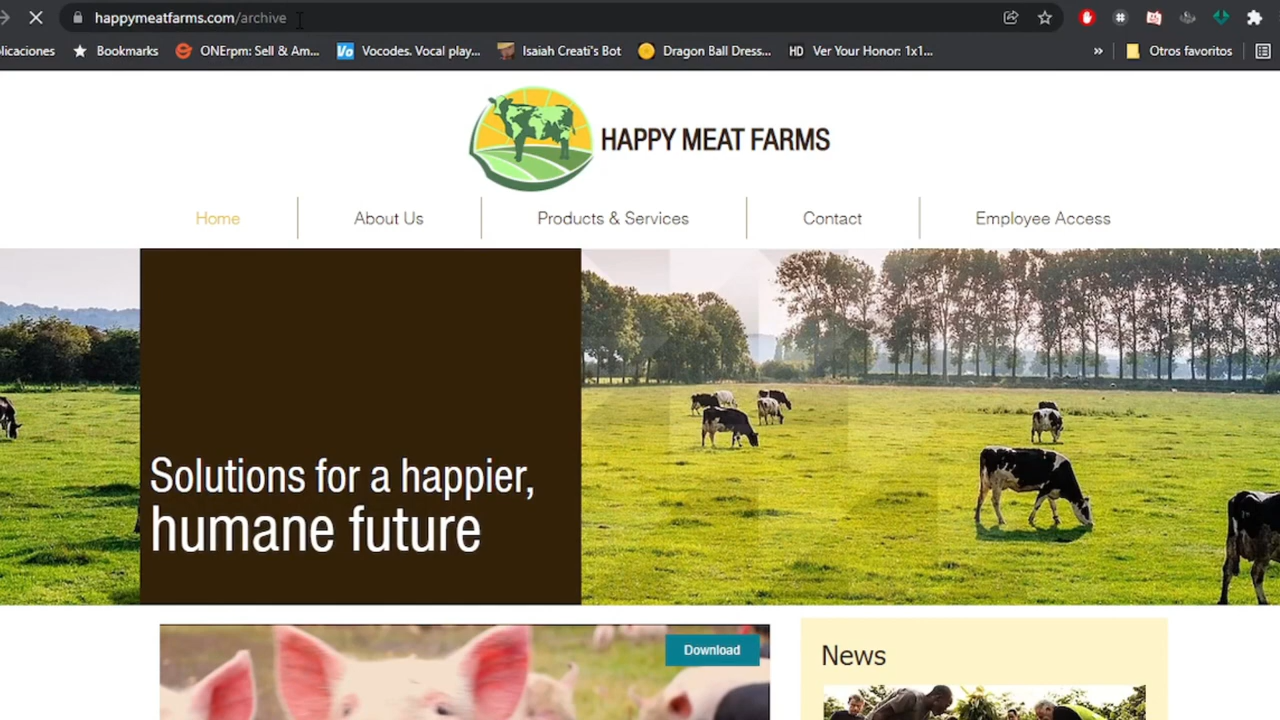 happymeatfarms.com/archive
licaciones Bookmarks ONErpm: Sell & Am... Vocodes. Vocal play... Isaiah Creati's Bot Dragon Ball Dress... HD Ver Your Honor: 1x1... » Otros favoritos
HAPPY MEAT FARMS
Home About Us Products & Services Contact Employee Access
Solutions for a happier,
humane future
Download
News